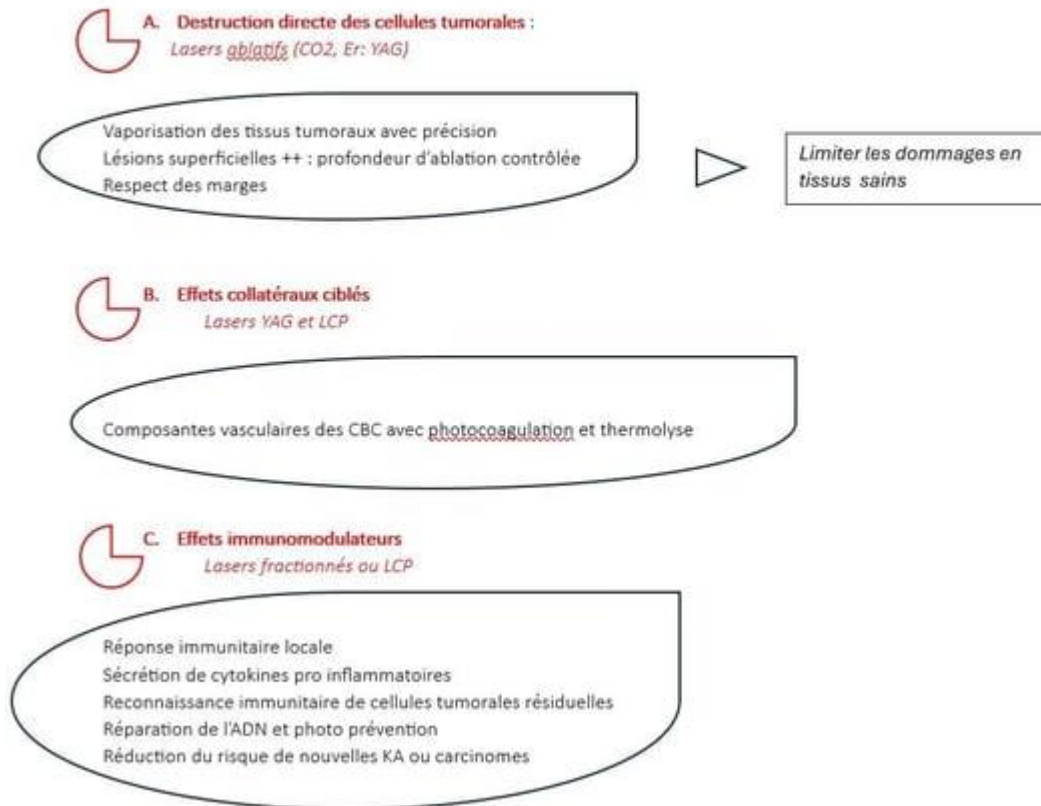 A. Destruction directe des cellules tumorales :
Lasers ablatifs (CO2, Er: YAG)
Vaporisation des tissus tumoraux avec précision
Lésions superficielles ++ : profondeur d'ablation contrôlée
Respect des marges
Limiter les dommages en
tissus sains
B. Effets collatéraux ciblés
Lasers YAG et LCP
Composantes vasculaires des CBC avec photocoagulation et thermolyse
C. Effets immunomodulateurs
Lasers fractionnés ou LCP
Réponse immunitaire locale
Sécrétion de cytokines pro inflammatoires
Reconnaissance immunitaire de cellules tumorales résiduelles
Réparation de l'ADN et photo prévention
Réduction du risque de nouvelles KA ou carcinomes